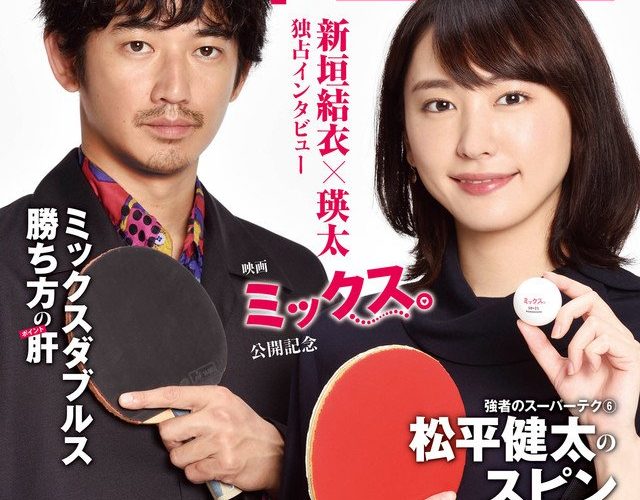 新垣結衣×瑛太
独占インタビュー
映画
ミックス。
公開記念
ミックスダブルス
勝ち方の肝
ポイント
ミックス。
強者のスーパーテク⑥
松平健太の
スピン